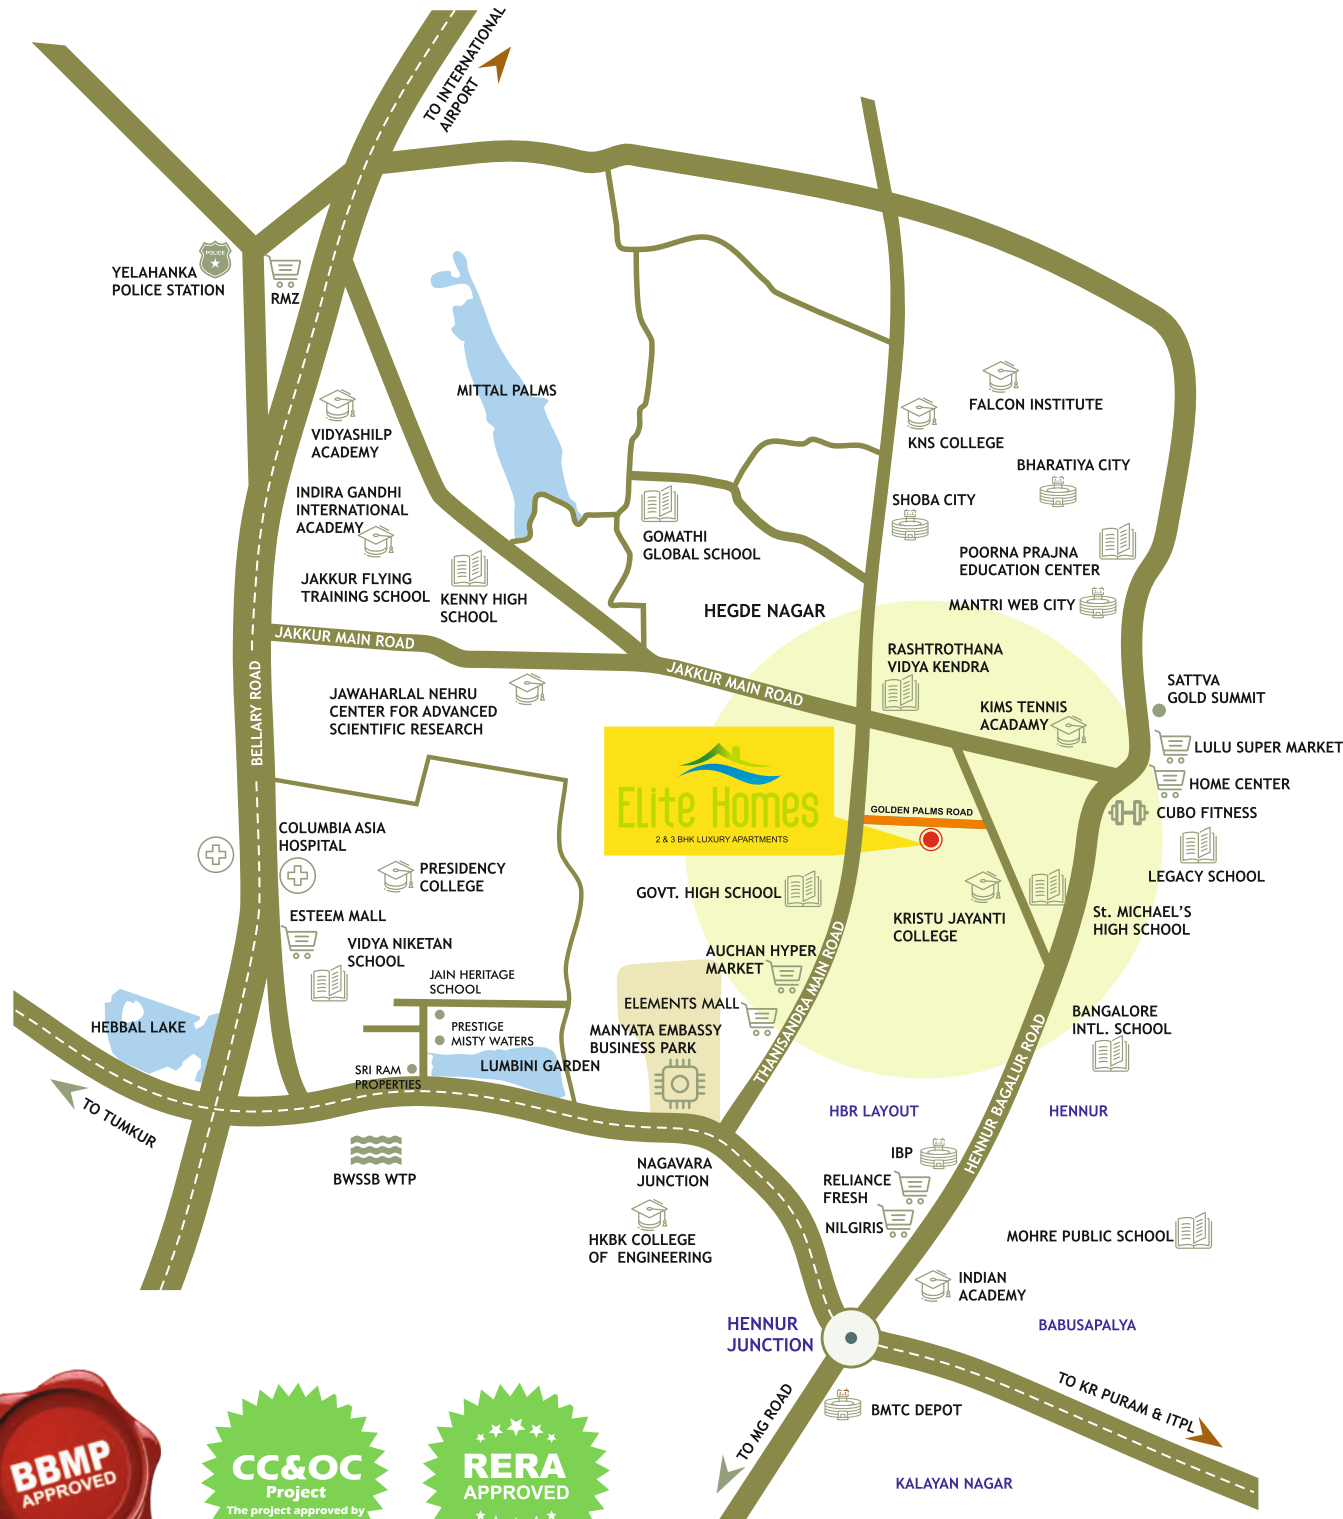 TO INTERNATIONAL
AIRPORT
POLICE
YELAHANKA
POLICE STATION
RMZ
MITTAL PALMS
FALCON INSTITUTE
KNS COLLEGE
VIDYASHILP
ACADEMY
BHARATIYA CITY
INDIRA GANDHI
INTERNATIONAL
ACADEMY
SHOBA CITY
GOMATHI
GLOBAL SCHOOL
POORNA PRAJNA
EDUCATION CENTER
JAKKUR FLYING
TRAINING SCHOOL
KENNY HIGH
SCHOOL
HEGDE NAGAR
MANTRI WEB CITY
JAKKUR MAIN ROAD
BELLARY ROAD
JAKKUR MAIN ROAD
RASHTROTHANA
VIDYA KENDRA
JAWAHARLAL NEHRU
CENTER FOR ADVANCED
SCIENTIFIC RESEARCH
KIMS TENNIS
ACADAMY
SATTVA
GOLD SUMMIT
LULU SUPER MARKET
HOME CENTER
CUBO FITNESS
Elite Homes
2 & 3 BHK LUXURY APARTMENTS
GOLDEN PALMS ROAD
COLUMBIA ASIA
HOSPITAL
PRESIDENCY
COLLEGE
LEGACY SCHOOL
GOVT. HIGH SCHOOL
KRISTU JAYANTI
COLLEGE
St. MICHAEL'S
HIGH SCHOOL
ESTEEM MALL
VIDYA NIKETAN
SCHOOL
JAIN HERITAGE
SCHOOL
AUCHAN HYPER
MARKET
THANISANDRA MAIN ROAD
ELEMENTS MALL
MANYATA EMBASSY
BUSINESS PARK
HEBBAL LAKE
PRESTIGE
MISTY WATERS
LUMBINI GARDEN
SRI RAM
PROPERTIES
BANGALORE
INTL. SCHOOL
HENNUR BAGALUR ROAD
TO TUMKUR
HBR LAYOUT
HENNUR
BWSSB WTP
NAGAVARA
JUNCTION
IBP
RELIANCE
FRESH
NILGIRIS
HKBK COLLEGE
OF ENGINEERING
MOHRE PUBLIC SCHOOL
INDIAN
ACADEMY
HENNUR
JUNCTION
BABUSAPALYA
TO KR PURAM & ITPL
TO MG ROAD
BMTC DEPOT
KALAYAN NAGAR
BBMP
APPROVED
CC&OC
Project
The project approved by
RERA
APPROVED